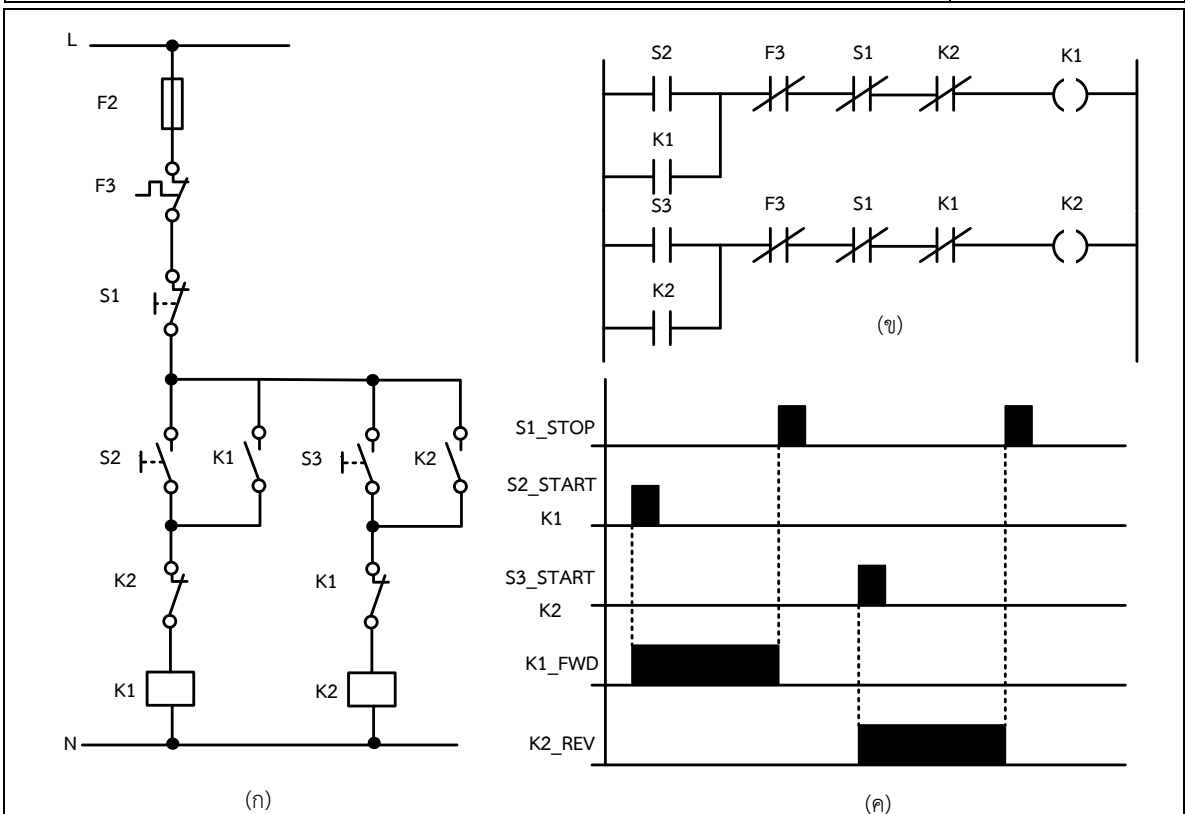 L
F2
F3
S1
S2
K1
S3
K2
K2
K1
K1
K2
N
(ก)
S2 F3 S1 K2 K1
K1
S3 F3 S1 K1 K2
K2
(ข)
S1_STOP
S2_START
K1
S3_START
K2
K1_FWD
K2_REV
(ค)